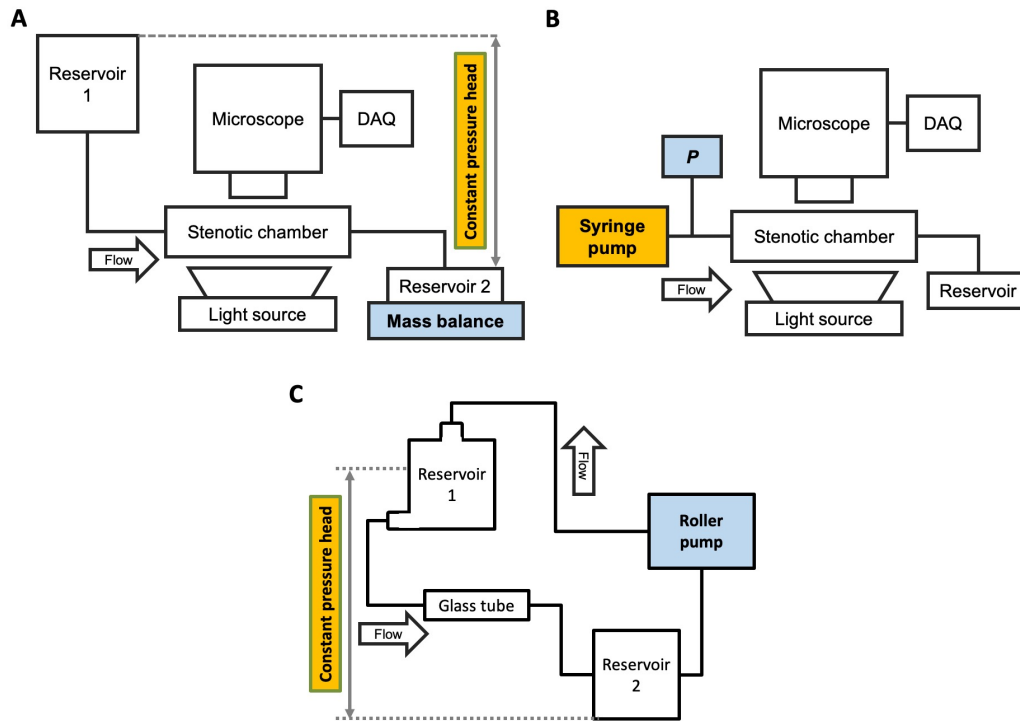 A
Reservoir
1
Microscope
DAQ
Constant pressure head
Stenotic chamber
Flow
Reservoir 2
Light source
Mass balance
B
Microscope
DAQ
P
Syringe
pump
Stenotic chamber
Flow
Reservoir
Light source
C
Reservoir
1
Flow
Roller
pump
Constant pressure head
Glass tube
Flow
Reservoir
2